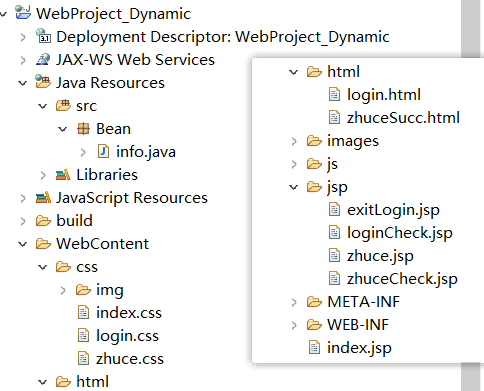 WebProject_Dynamic
3.1 Deployment Descriptor: WebProject_Dynamic
JAX-WS Web Services
Java Resources
src
Bean
info.java
Libraries
JavaScript Resources
build
WebContent
css
img
index.css
login.css
zhuce.css
html
html
login.html
zhuceSucc.html
images
js
jsp
exitLogin.jsp
loginCheck.jsp
zhuce.jsp
zhuceCheck.jsp
META-INF
WEB-INF
index.jsp